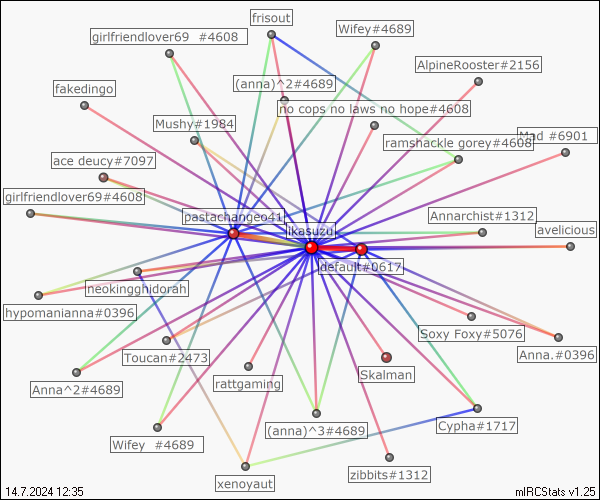 frisout
girlfriendlover69 #4608
Wifey#4689
AlpineRooster#2156
(anna)^2#4689
fakedingo
no cops no laws no hope#4608
Mushy#1984
ramshackle gorey#4608
#6901
ace deucy#7097
girlfriendlover69#4608
pastachangeo41
Annarchist#1312
ikasuzu
avelicious
default#0617
neokingghidorah
hypomanianna#0396
Soxy Foxy#5076
Toucan#2473
Anna.#0396
Skalman
rattgaming
Anna^2#4689
Cypha#1717
(anna)^3#4689
Wifey #4689
zibbits#1312
xenoyaut
14.7.2024 12:35
mIRCStats v1.25